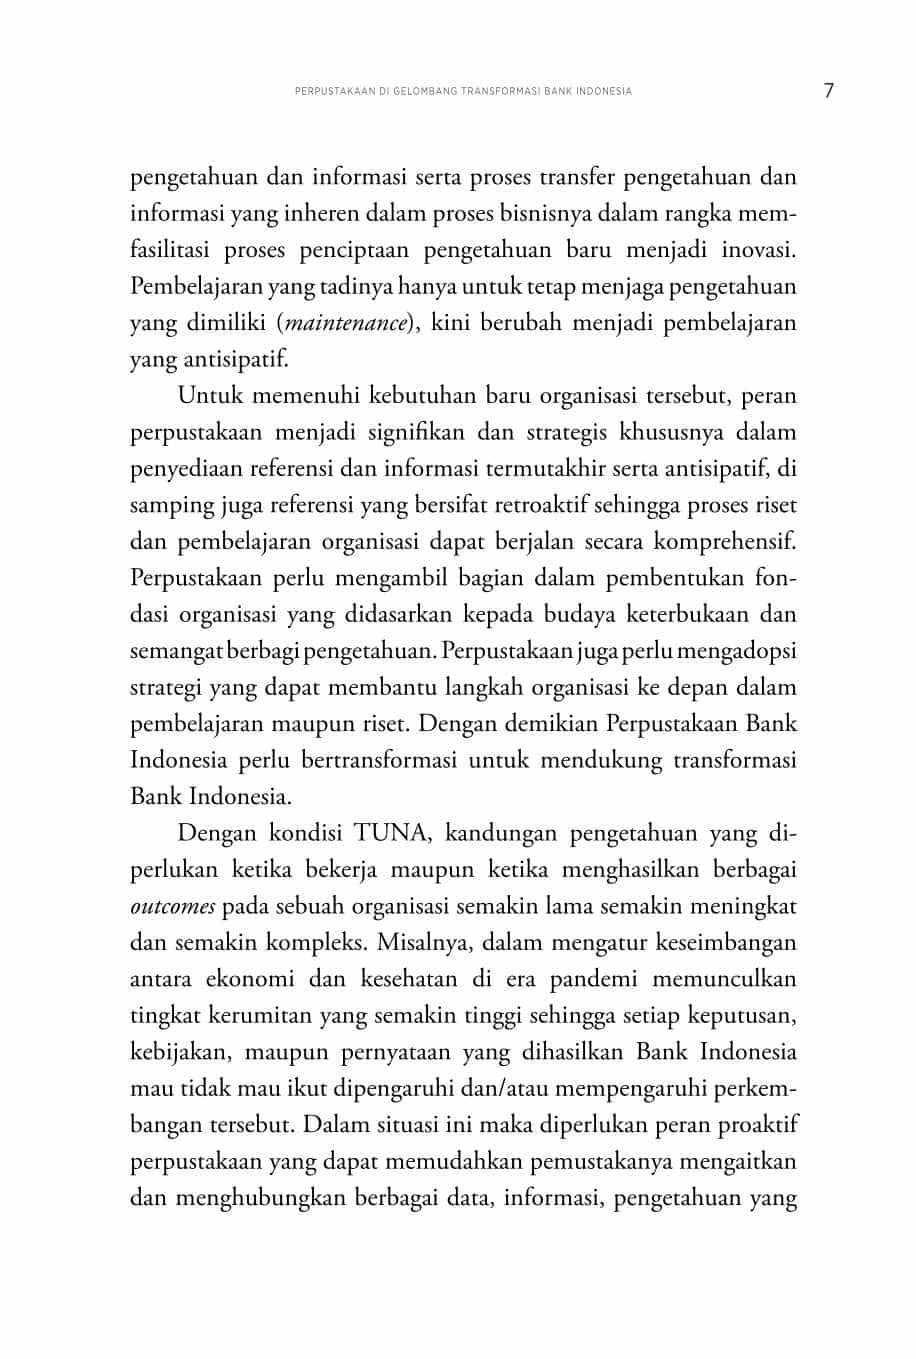 PERPUSTAKAAN DI GELOMBANG TRANSFORMASI BANK INDONESIA 7
pengetahuan dan informasi serta proses transfer pengetahuan dan
informasi yang inheren dalam proses bisnisnya dalam rangka mem-
fasilitasi proses penciptaan pengetahuan baru menjadi inovasi.
Pembelajaran yang tadinya hanya untuk tetap menjaga pengetahuan
yang dimiliki (maintenance), kini berubah menjadi pembelajaran
yang antisipatif.
Untuk memenuhi kebutuhan baru organisasi tersebut, peran
perpustakaan menjadi signifikan dan strategis khususnya dalam
penyediaan referensi dan informasi termutakhir serta antisipatif, di
samping juga referensi yang bersifat retroaktif sehingga proses riset
dan pembelajaran organisasi dapat berjalan secara komprehensif.
Perpustakaan perlu mengambil bagian dalam pembentukan fon-
dasi organisasi yang didasarkan kepada budaya keterbukaan dan
semangat berbagi pengetahuan. Perpustakaan juga perlu mengadopsi
strategi yang dapat membantu langkah organisasi ke depan dalam
pembelajaran maupun riset. Dengan demikian Perpustakaan Bank
Indonesia perlu bertransformasi untuk mendukung transformasi
Bank Indonesia.
Dengan kondisi TUNA, kandungan pengetahuan yang di-
perlukan ketika bekerja maupun ketika menghasilkan berbagai
outcomes pada sebuah organisasi semakin lama semakin meningkat
dan semakin kompleks. Misalnya, dalam mengatur keseimbangan
antara ekonomi dan kesehatan di era pandemi memunculkan
tingkat kerumitan yang semakin tinggi sehingga setiap keputusan,
kebijakan, maupun pernyataan yang dihasilkan Bank Indonesia
mau tidak mau ikut dipengaruhi dan/atau mempengaruhi perkem-
bangan tersebut. Dalam situasi ini maka diperlukan peran proaktif
perpustakaan yang dapat memudahkan pemustakanya mengaitkan
dan menghubungkan berbagai data, informasi, pengetahuan yang